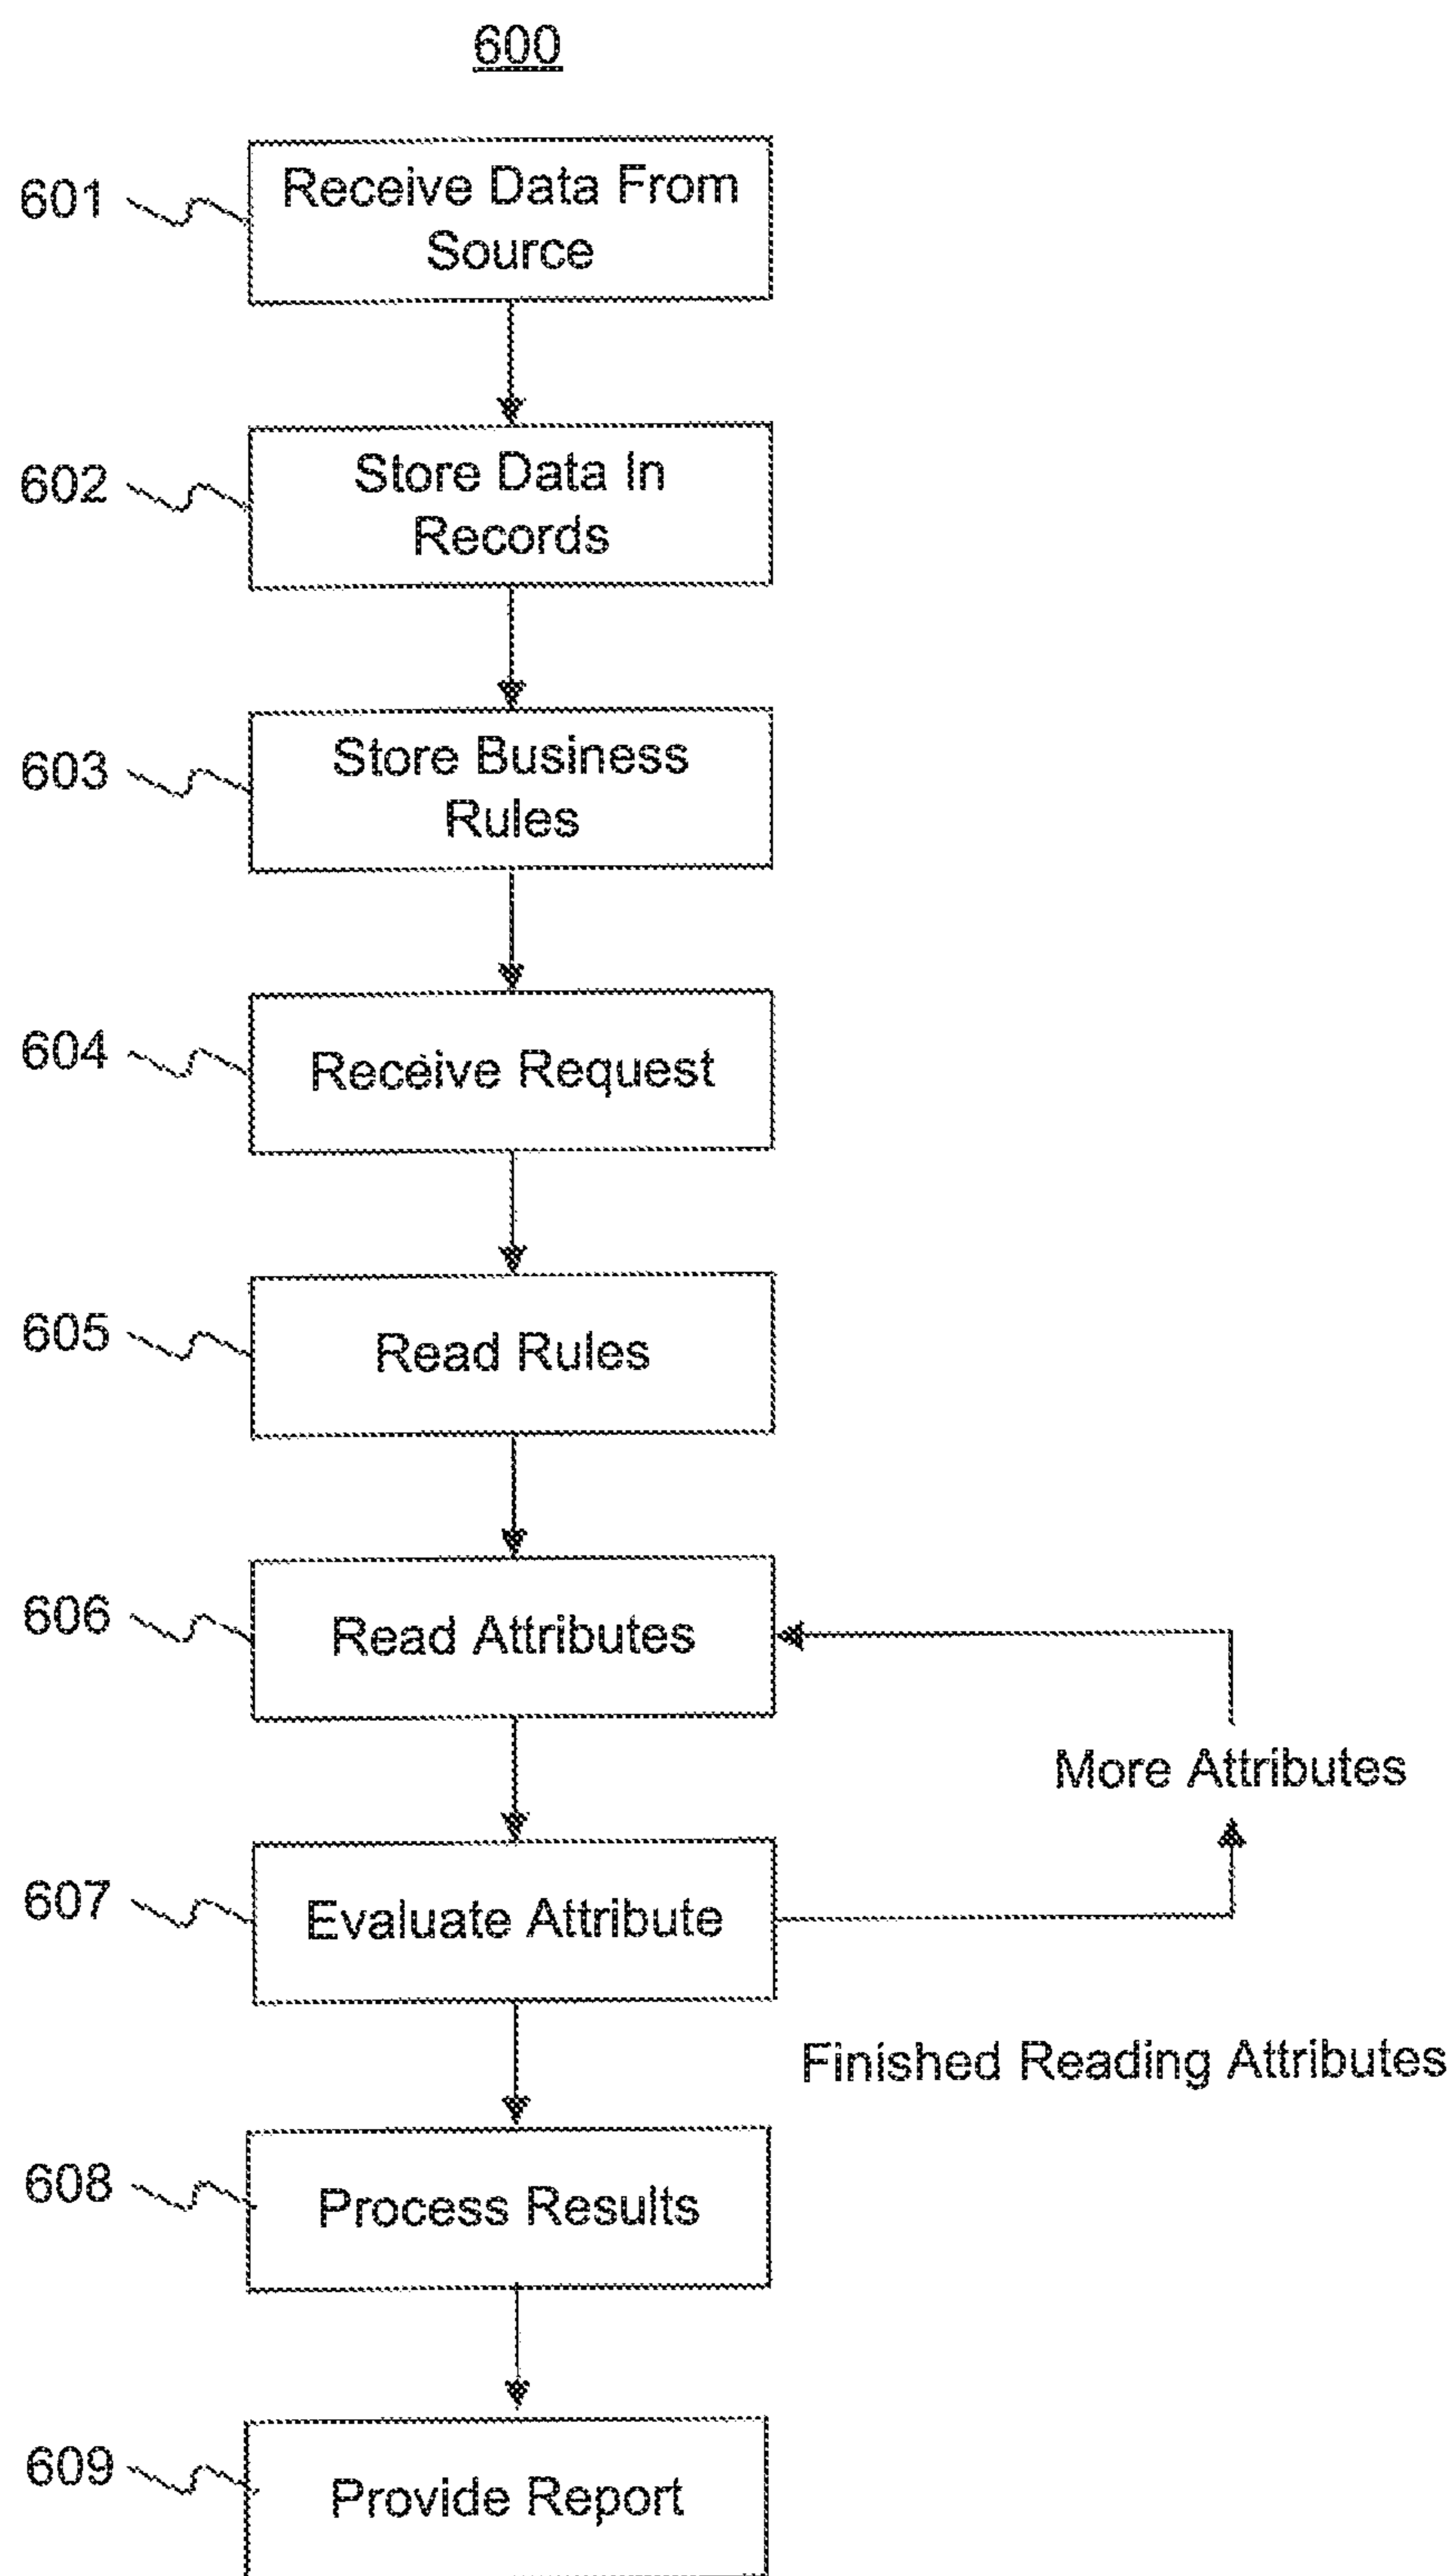 600
601
Receive Data From
Source
602
Store Data In
Records
603
Store Business
Rules
604
Receive Request
605
Read Rules
606
Read Attributes
More Attributes
607
Evaluate Attribute
Finished Reading Attributes
608
Process Results
609
Provide Report